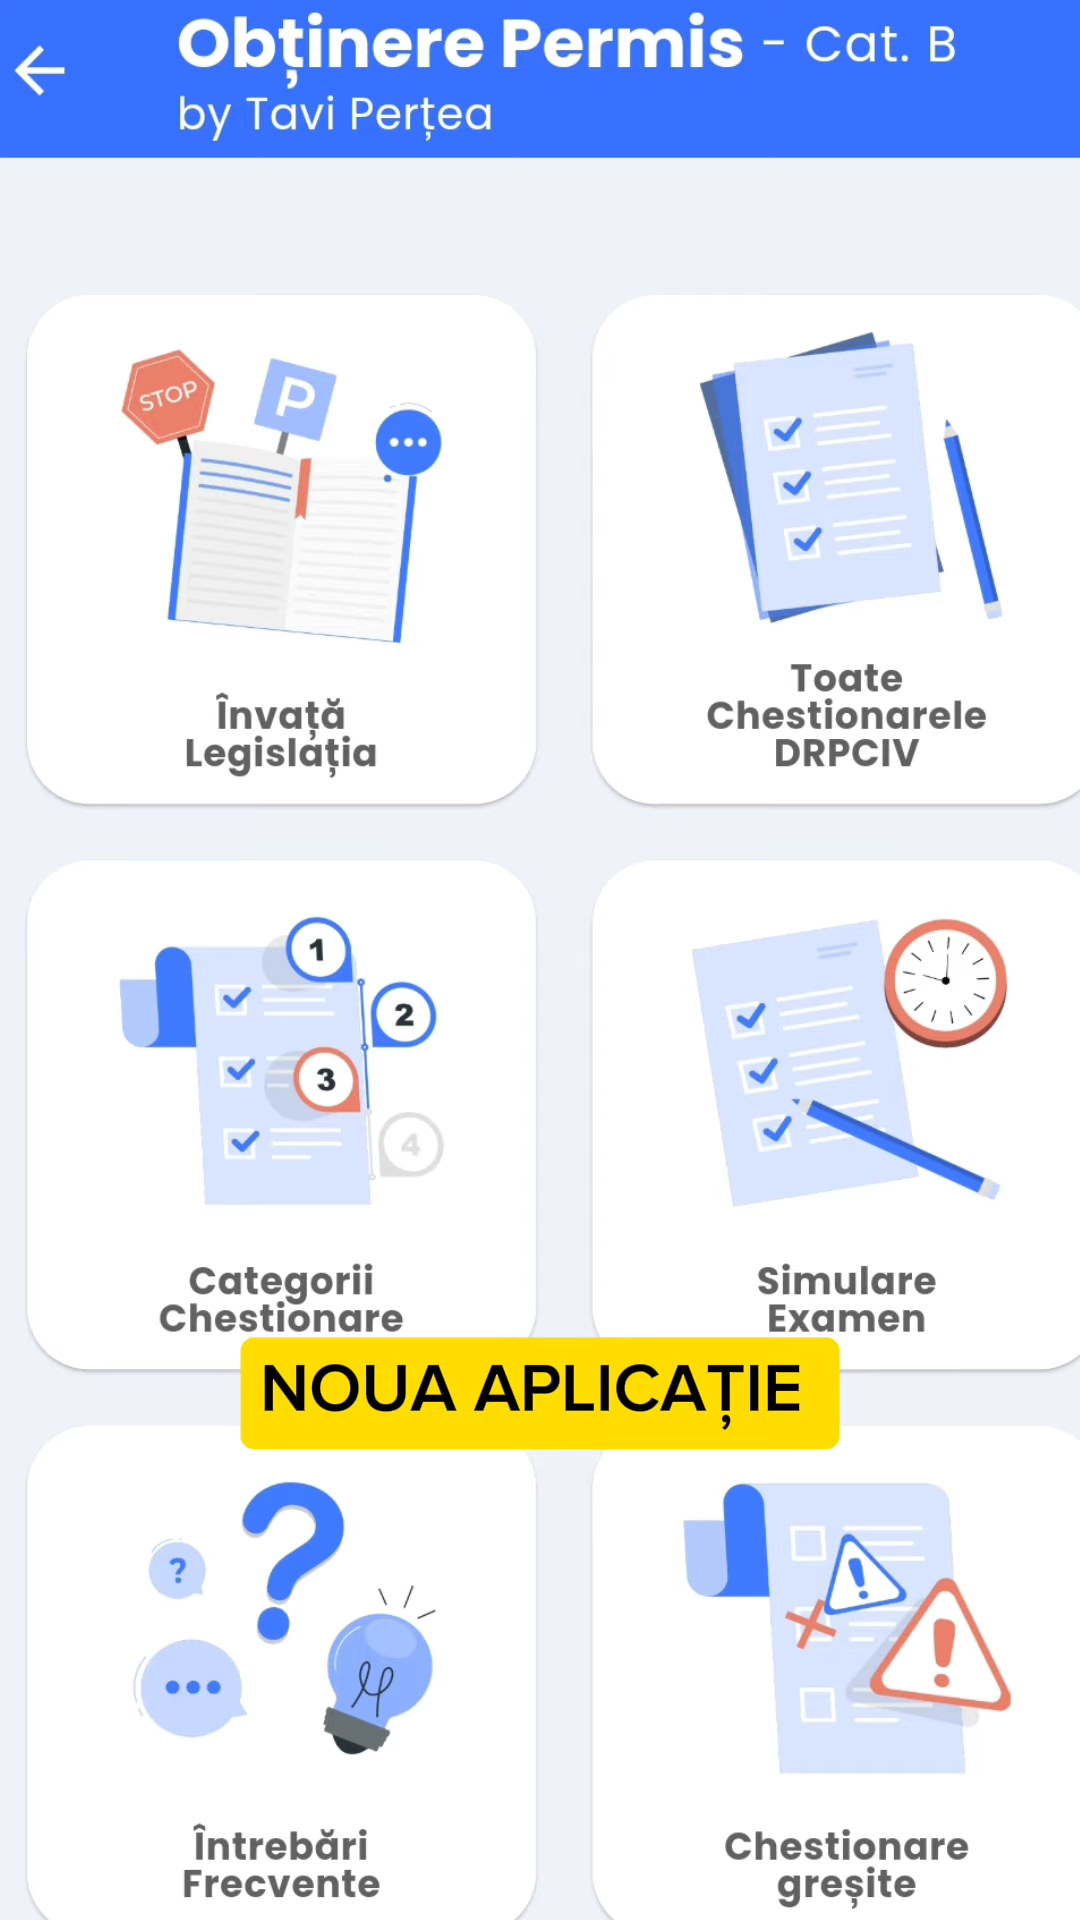 Obținere Permis - Cat. B
by Tavi Perțea
STOP
P
Învață
Legislația
Toate
Chestionarele
DRPCIV
1
2
3
4
Categorii
Chestionare
Simulare
Examen
NOUA APLICAȚIE
?
?
!
!
Întrebări
Frecvente
Chestionare
greșite